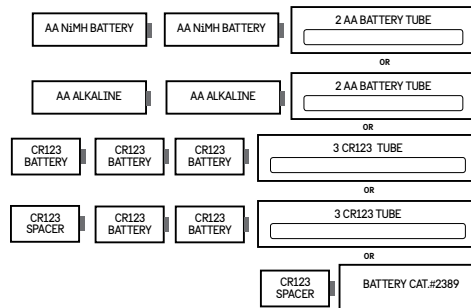 AA NiMH BATTERY AA NiMH BATTERY 2 AA BATTERY TUBE
OR
AA ALKALINE AA ALKALINE 2 AA BATTERY TUBE
OR
CR123 BATTERY CR123 BATTERY CR123 BATTERY 3 CR123 TUBE
OR
CR123 SPACER CR123 BATTERY CR123 BATTERY 3 CR123 TUBE
OR
CR123 SPACER BATTERY CAT.#2389